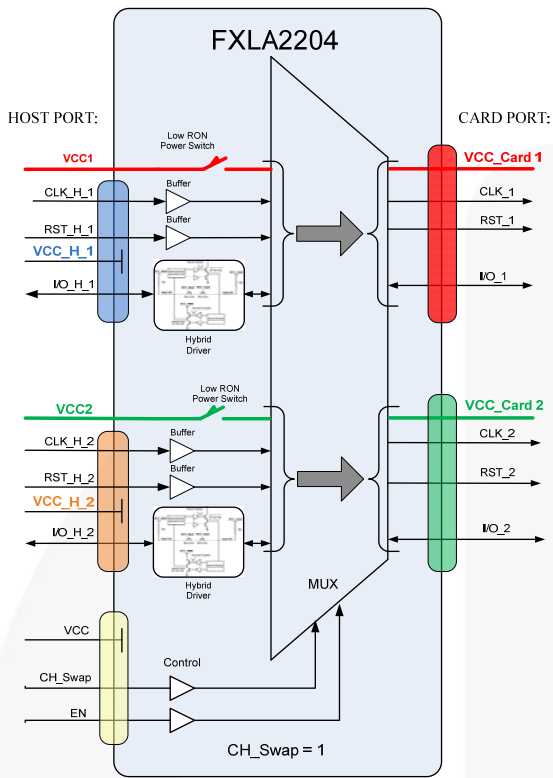 FXLA2204
HOST PORT:
CARD PORT:
Low RON
Power Switch
VCC1
VCC_Card 1
CLK_H_1
Buffer
CLK_1
RST_H_1
Buffer
RST_1
VCC_H_1
I/O_H_1
I/O_1
Hybrid
Driver
Low RON
Power Switch
VCC2
VCC_Card 2
CLK_H_2
Buffer
CLK_2
RST_H_2
Buffer
RST_2
VCC_H_2
I/O_H_2
I/O_2
Hybrid
Driver
MUX
VCC
Control
CH_Swap
EN
CH_Swap = 1